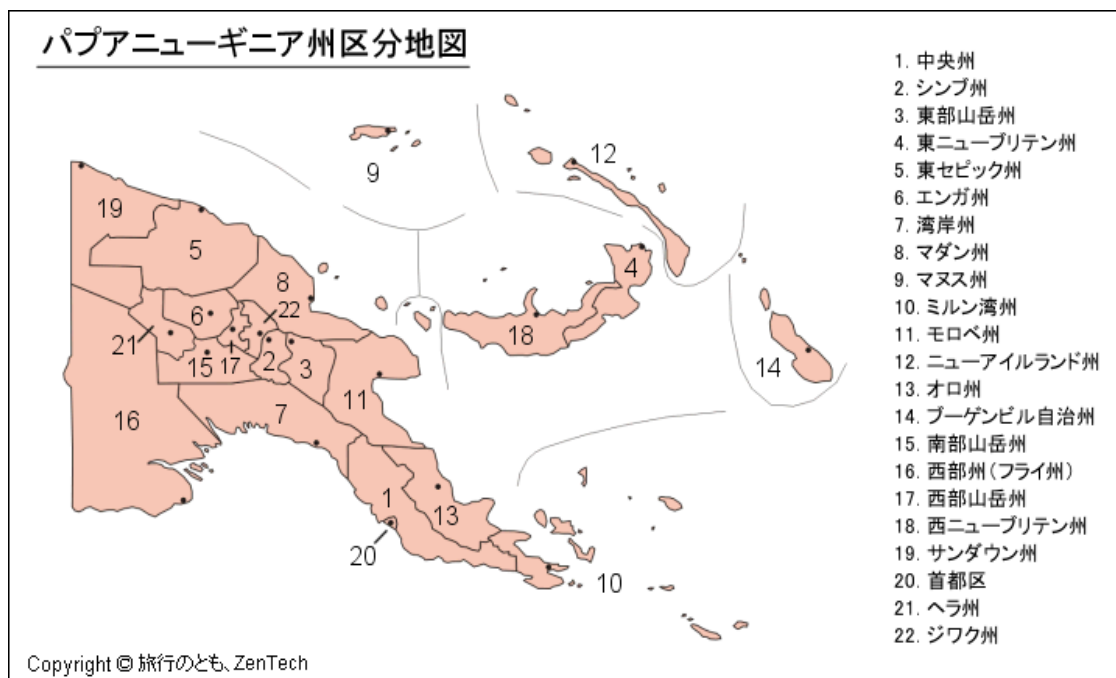 パプアニューギニア州区分地図
1. 中央州
2. シンブ州
3. 東部山岳州
4. 東ニューブリテン州
5. 東セピック州
6. エンガ州
7. 湾岸州
8. マダン州
9. マヌス州
10. ミルン湾州
11. モロベ州
12. ニューアイルランド州
13. オロ州
14. ブーゲンビル自治州
15. 南部山岳州
16. 西部州(フライ州)
17. 西部山岳州
18. 西ニューブリテン州
19. サンダウン州
20. 首都区
21. ヘラ州
22. ジワク州
12
9
19
5
4
8
22
6
18
21
15
17
2
3
14
11
16
7
1
13
20
10
Copyright © 旅行のとも、ZenTech